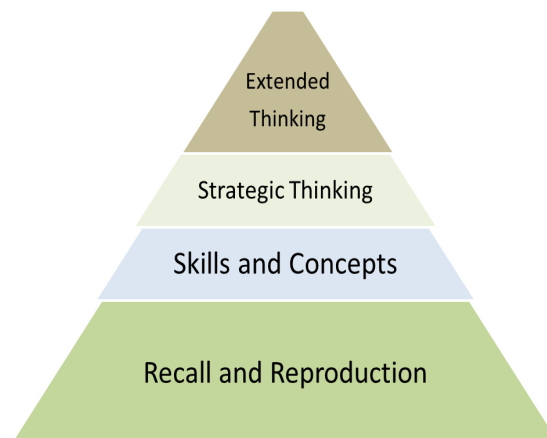 Extended
Thinking
Strategic Thinking
Skills and Concepts
Recall and Reproduction